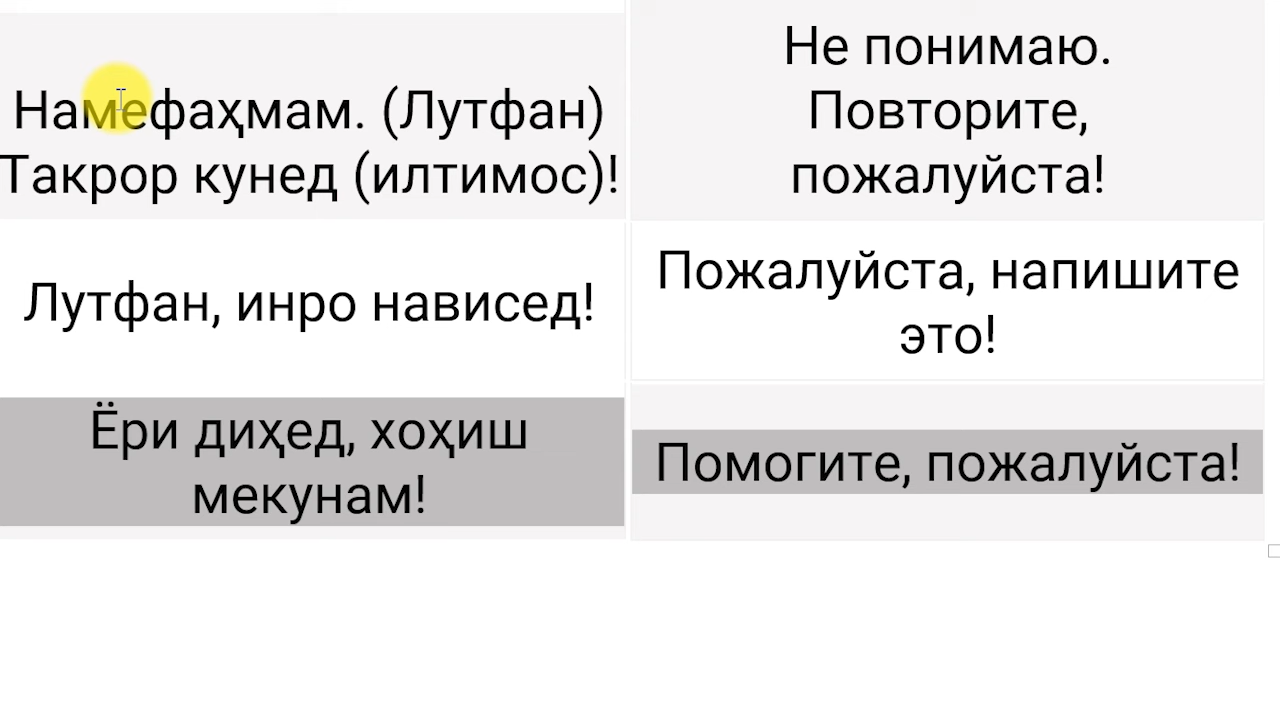 Намефаҳмам. (Лутфан)
Такрор кунед (илтимос)!
Не понимаю.
Повторите,
пожалуйста!
Лутфан, инро нависед!
Пожалуйста, напишите
это!
Ёри диҳед, хоҳиш
мекунам!
Помогите, пожалуйста!